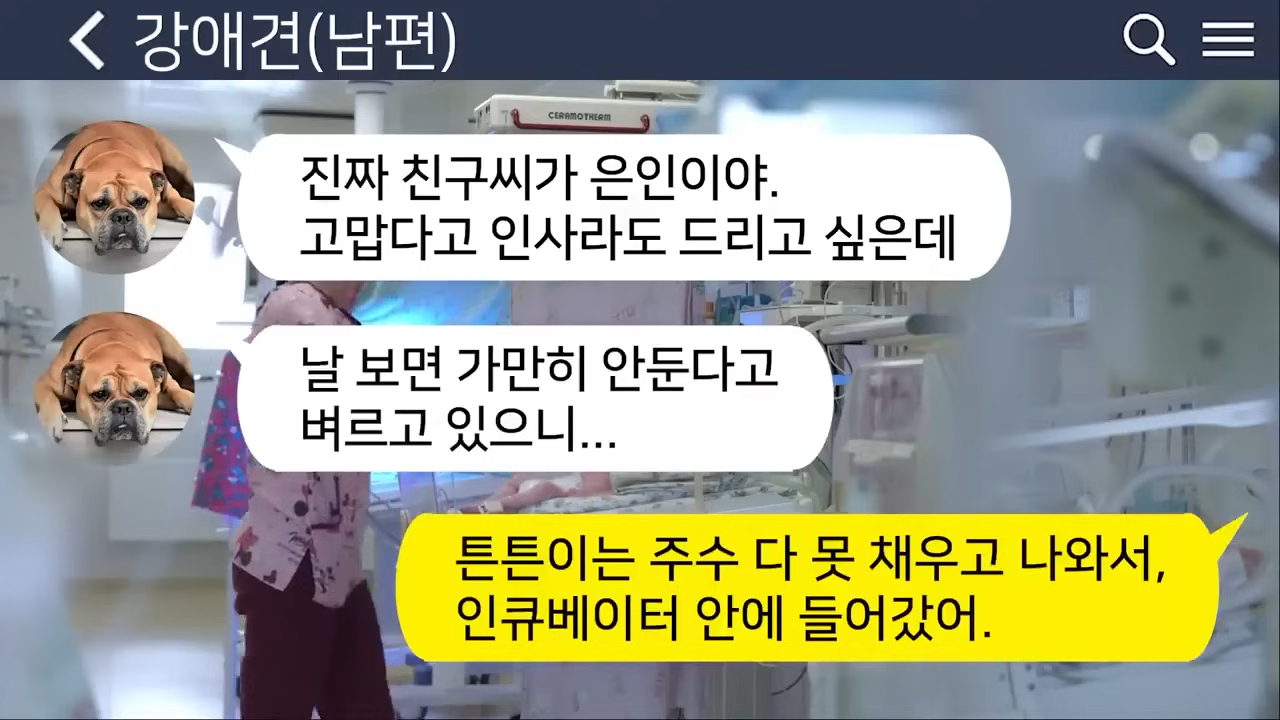 강애견(남편)
CERAMOTHERM
진짜 친구씨가 은인이야.
고맙다고 인사라도 드리고 싶은데
날 보면 가만히 안둔다고
벼르고 있으니...
튼튼이는 주수 다 못 채우고 나와서,
인큐베이터 안에 들어갔어.